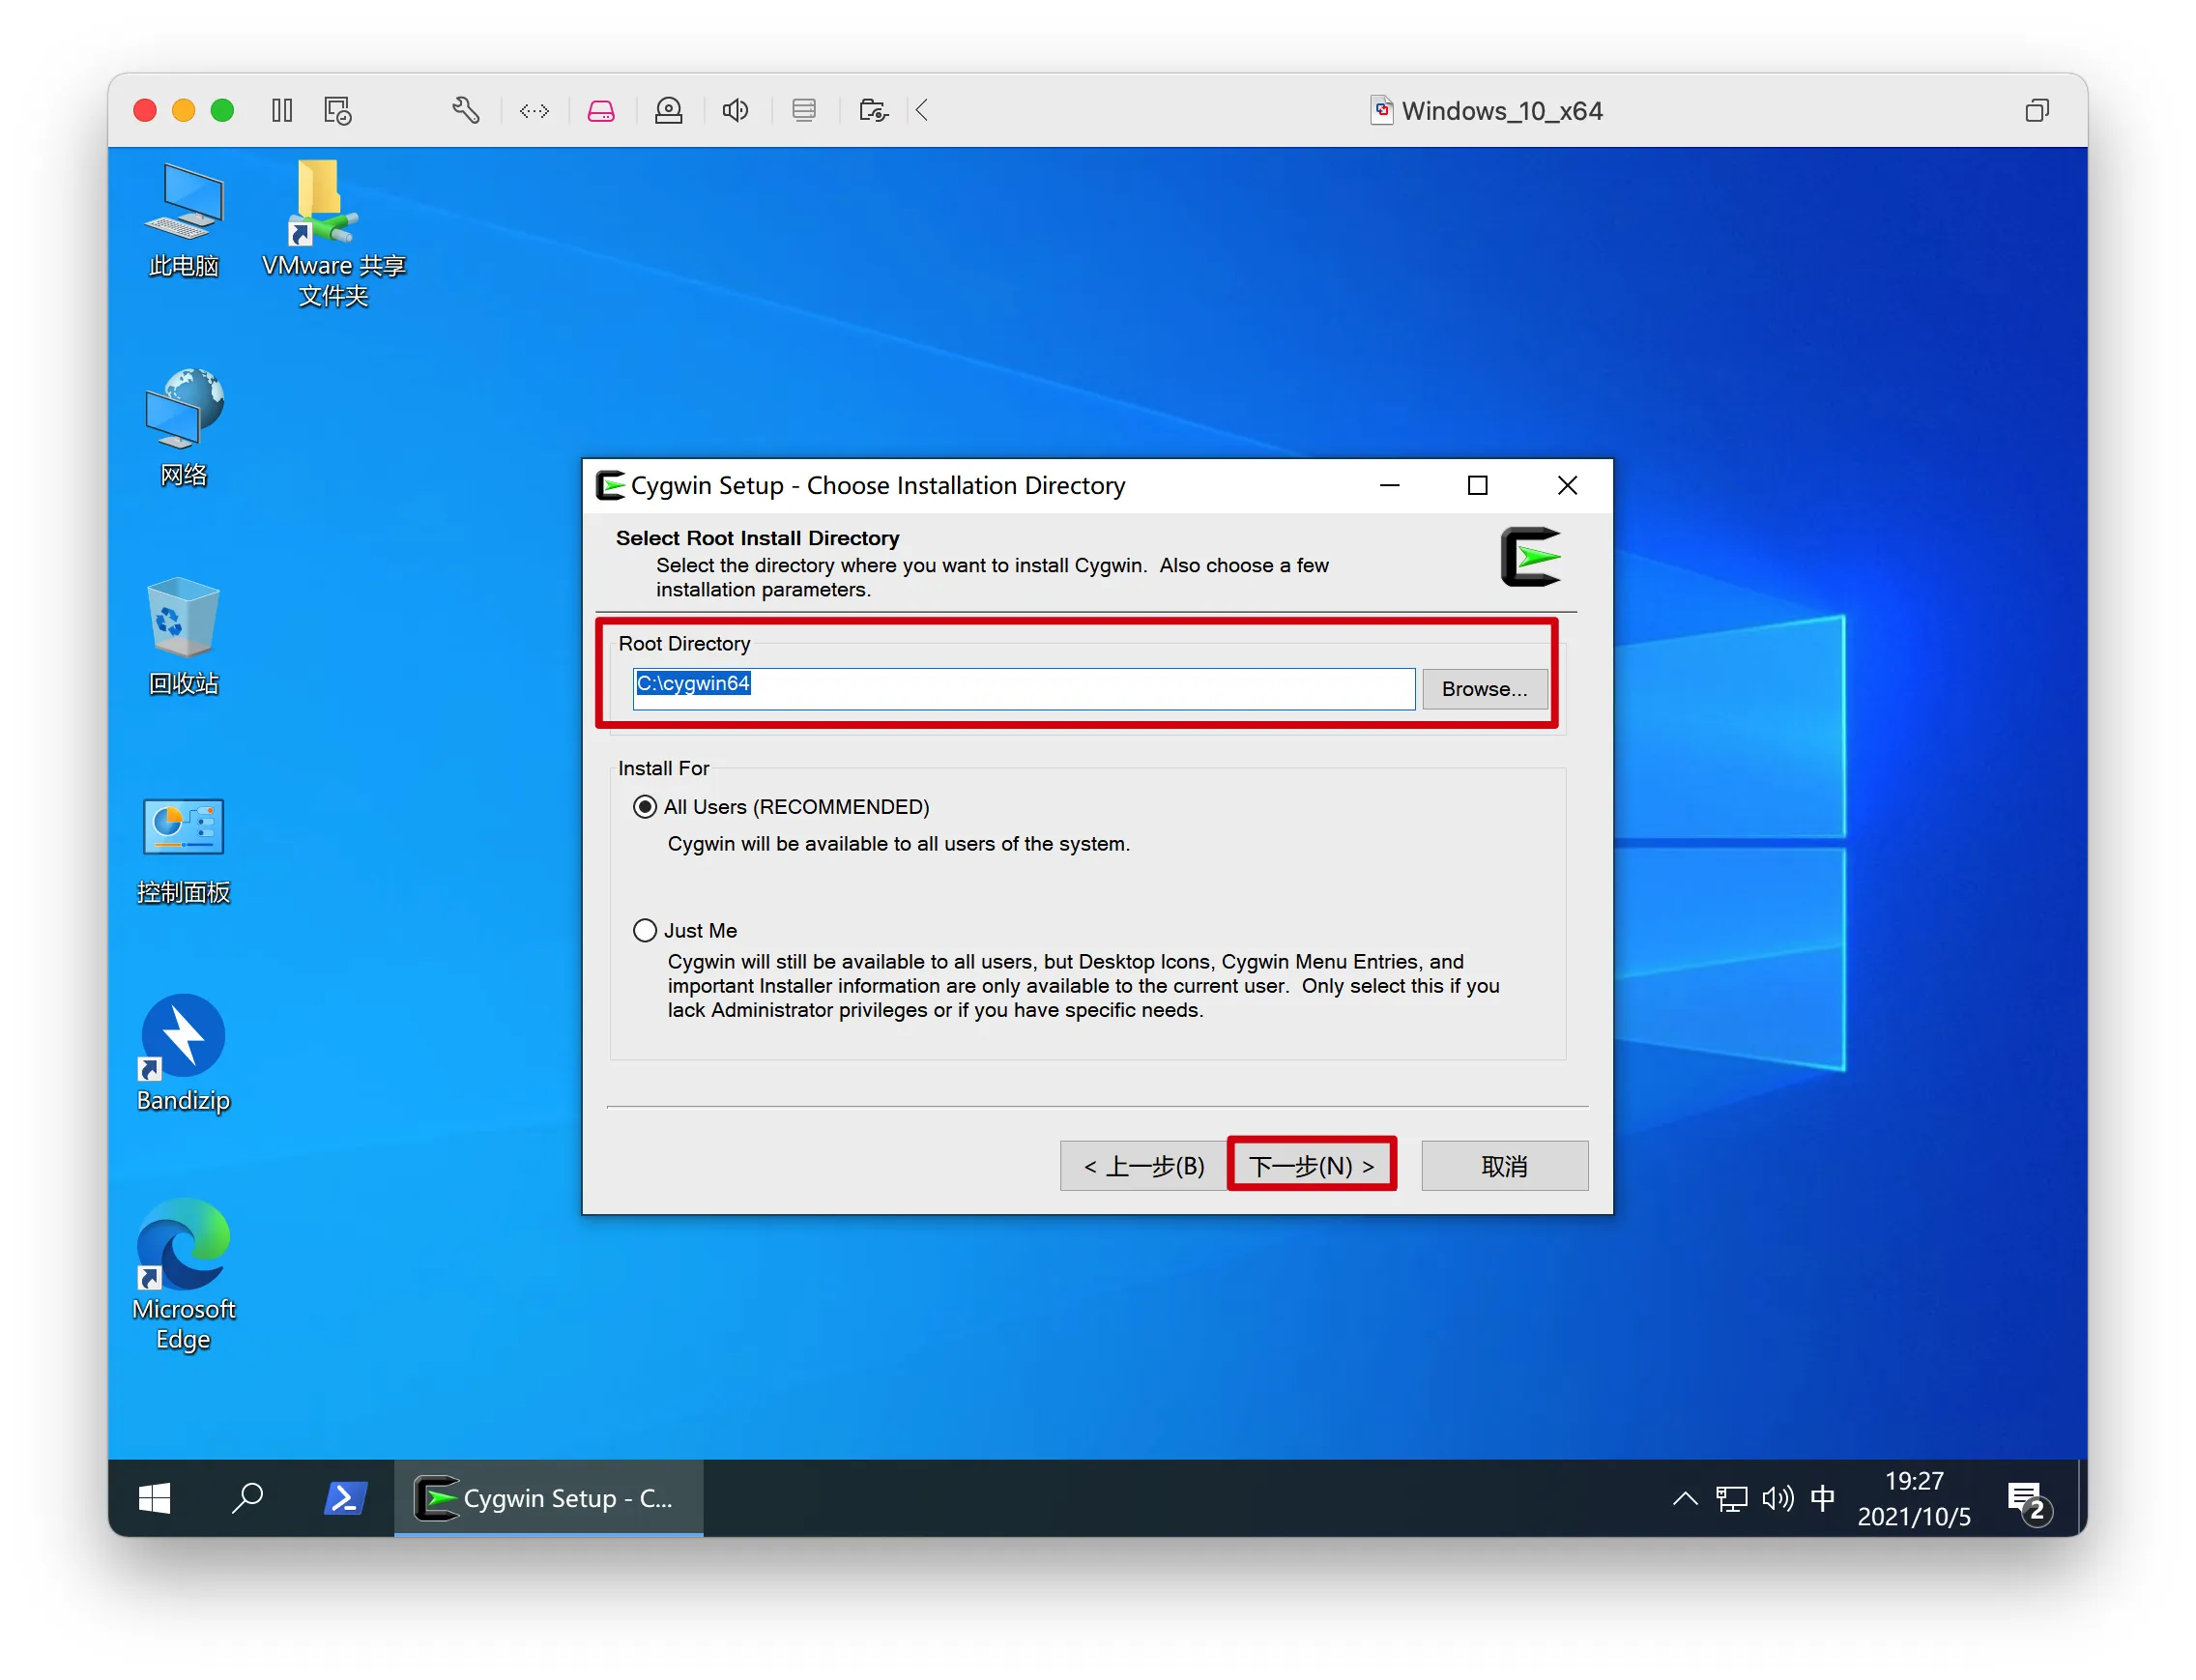 Windows_10_x64
此电脑
VMware 共享
文件夹
网络
回收站
控制面板
Bandizip
Microsoft
Edge
Cygwin Setup - Choose Installation Directory
Select Root Install Directory
Select the directory where you want to install Cygwin.  Also choose a few
installation parameters.
Root Directory
C:\cygwin64
Browse...
Install For
All Users (RECOMMENDED)
Cygwin will be available to all users of the system.
Just Me
Cygwin will still be available to all users, but Desktop Icons, Cygwin Menu Entries, and
important Installer information are only available to the current user.  Only select this if you
lack Administrator privileges or if you have specific needs.
< 上一步(B)
下一步(N) >
取消
Cygwin Setup - C...
中
19:27
2021/10/5
2